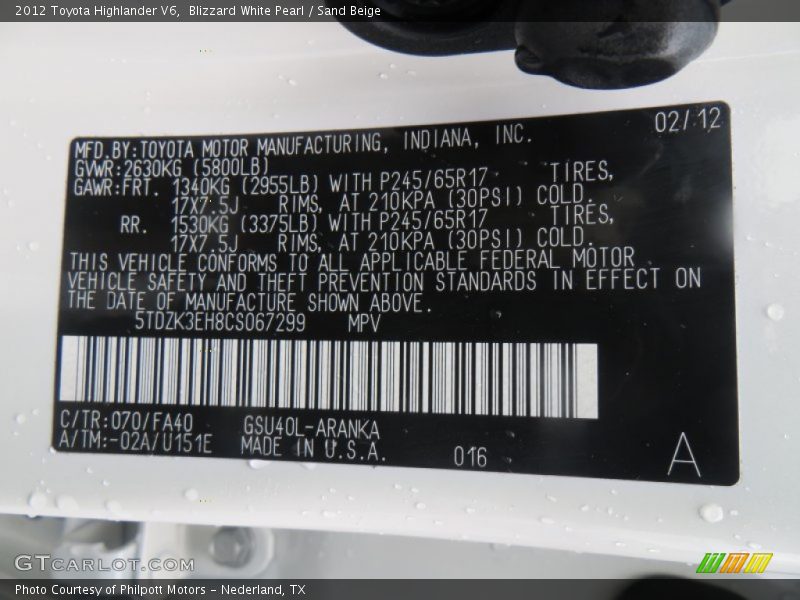 2012 Toyota Highlander V6,  Blizzard White Pearl / Sand Beige
02/12
MFD.BY:TOYOTA MOTOR MANUFACTURING, INDIANA, INC.
GVWR:2630KG (5800LB)
GAWR:FRT. 1340KG (2955LB) WITH P245/65R17 TIRES,
17X7.5J RIMS, AT 210KPA (30PSI) COLD.
RR. 1530KG (3375LB) WITH P245/65R17 TIRES,
17X7.5J RIMS, AT 210KPA (30PSI) COLD.
THIS VEHICLE CONFORMS TO ALL APPLICABLE FEDERAL MOTOR
VEHICLE SAFETY AND THEFT PREVENTION STANDARDS IN EFFECT ON
THE DATE OF MANUFACTURE SHOWN ABOVE.
5TDZK3EH8CS067299 MPV
C/TR:070/FA40 GSU40L-ARANKA
A/TM:-02A/U151E MADE IN U.S.A. 016 A
GTCarLot.com
Photo Courtesy of Philpott Motors - Nederland, TX